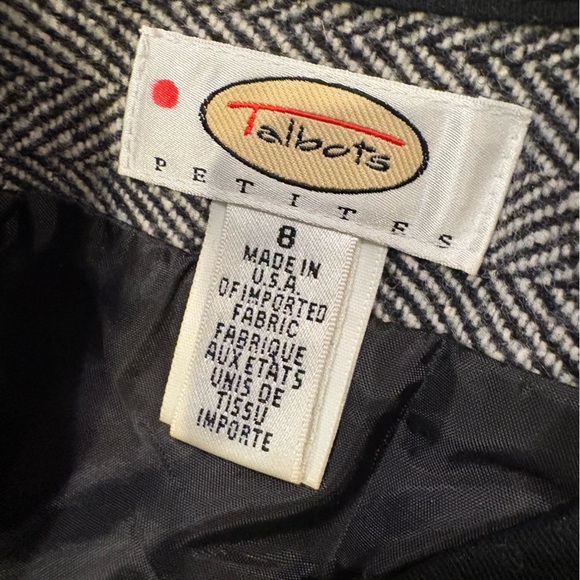 Talbots
PETITES
8
MADE IN
U.S.A.
OF IMPORTED
FABRIC
FABRIQUE
AUX ETATS
UNIS DE
TISSU
IMPORTE